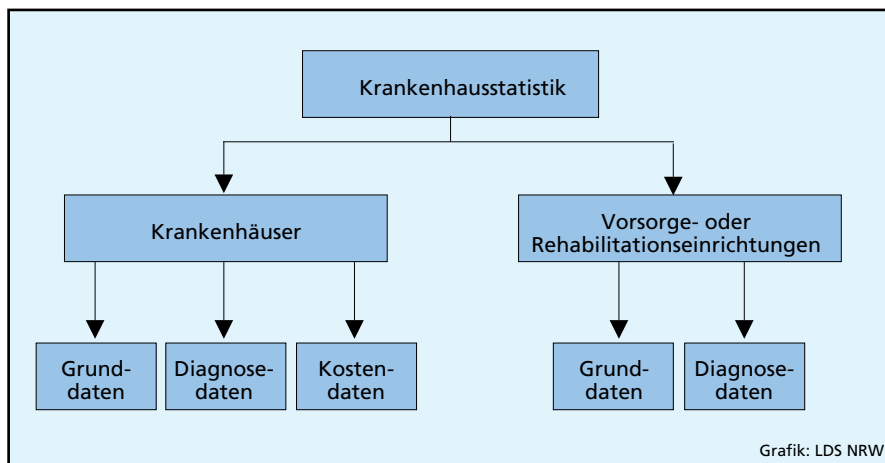 Krankenhausstatistik
Krankenhäuser
Vorsorge- oder
Rehabilitationseinrichtungen
Grund-
daten
Diagnose-
daten
Kosten-
daten
Grund-
daten
Diagnose-
daten
Grafik: LDS NRW